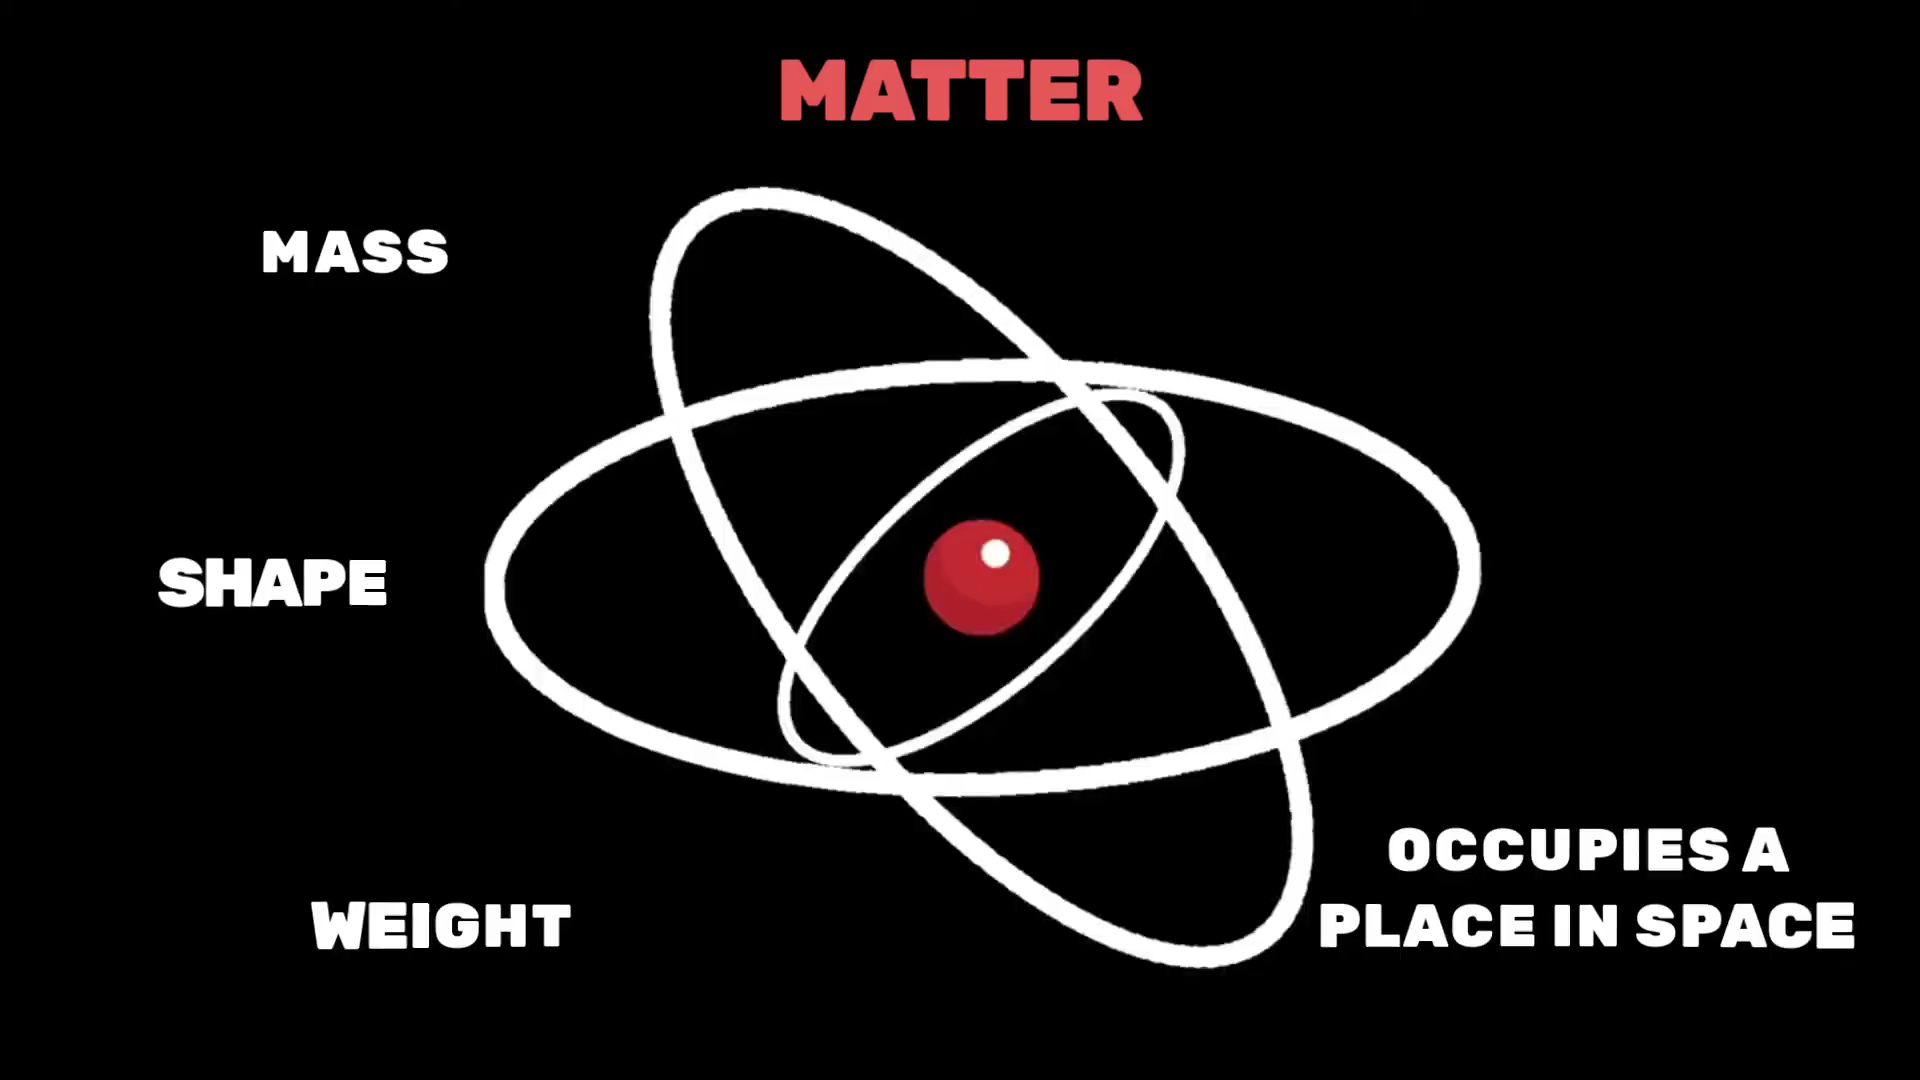 MATTER
MASS
SHAPE
WEIGHT
OCCUPIES A
PLACE IN SPACE